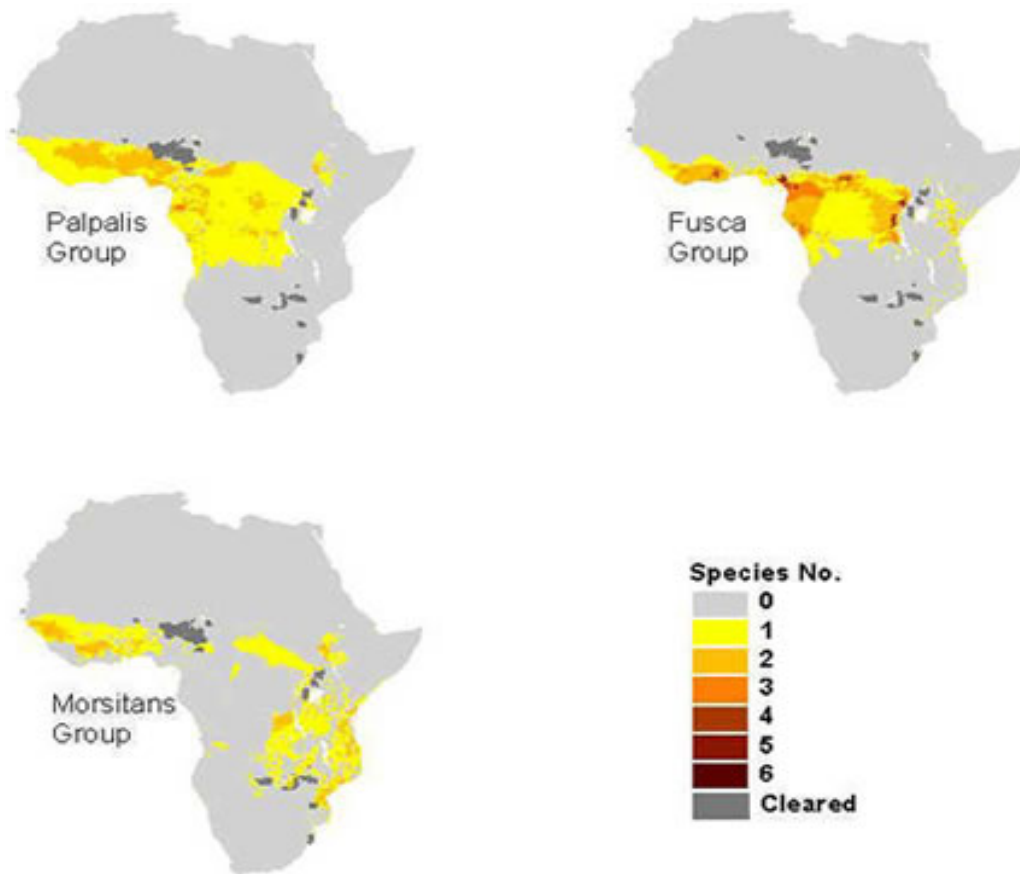 Palpalis
Group
Fusca
Group
Morsitans
Group
Species No.
0
1
2
3
4
5
6
Cleared